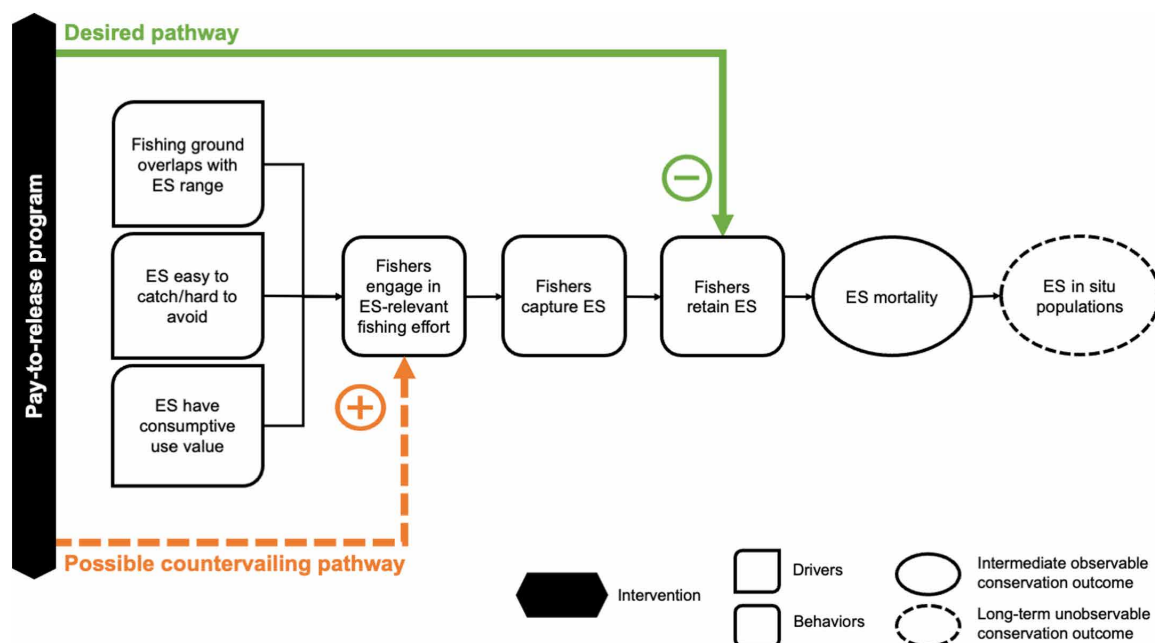 Pay-to-release program
Desired pathway
Fishing ground
overlaps with
ES range
ES easy to
catch/hard to
avoid
ES have
consumptive
use value
Fishers
engage in
ES-relevant
fishing effort
Fishers
capture ES
Fishers
retain ES
ES mortality
ES in situ
populations
−
+
Possible countervailing pathway
Intervention
Drivers
Behaviors
Intermediate observable
conservation outcome
Long-term unobservable
conservation outcome